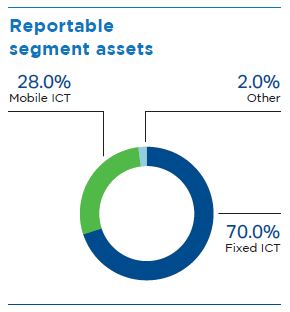 Reportable
segment assets
28.0%
Mobile ICT
2.0%
Other
70.0%
Fixed ICT